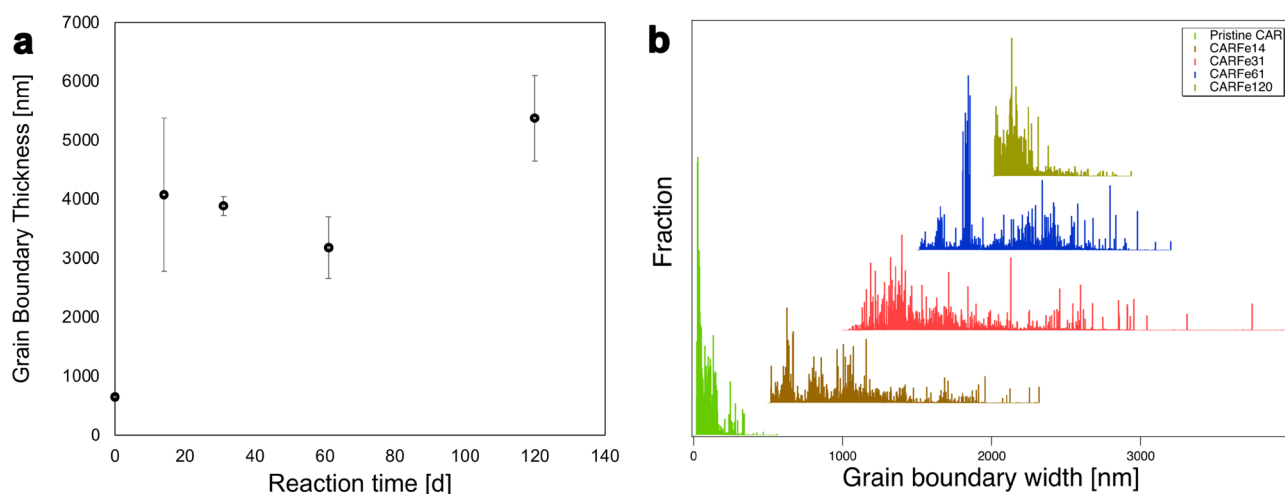 a
Grain Boundary Thickness [nm]
7000
6000
5000
4000
3000
2000
1000
0
0 20 40 60 80 100 120 140
Reaction time [d]
b
Fraction
Pristine CAR
CARFe14
CARFe31
CARFe61
CARFe120
0 1000 2000 3000
Grain boundary width [nm]